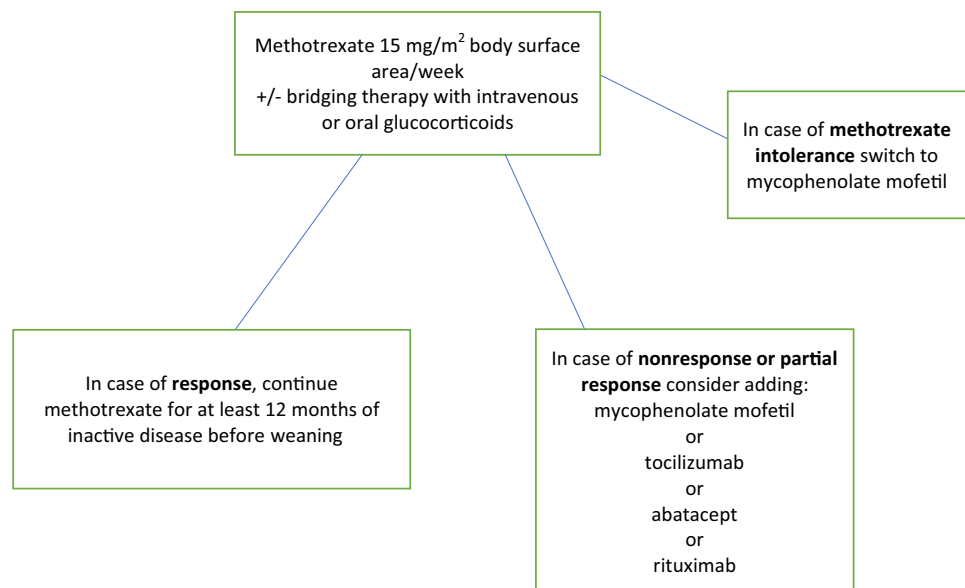 Methotrexate 15 mg/m² body surface
area/week
+/- bridging therapy with intravenous
or oral glucocorticoids
In case of methotrexate
intolerance switch to
mycophenolate mofetil
In case of response, continue
methotrexate for at least 12 months of
inactive disease before weaning
In case of nonresponse or partial
response consider adding:
mycophenolate mofetil
or
tocilizumab
or
abatacept
or
rituximab